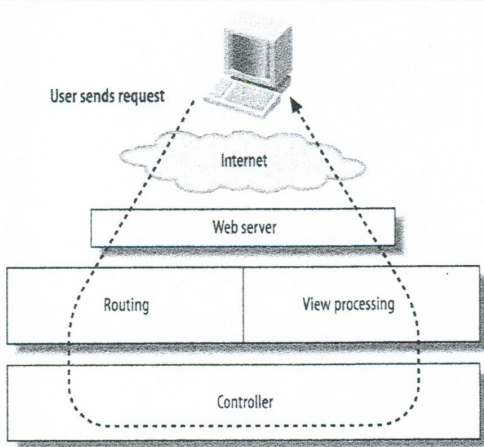 User sends request
Internet
Web server
Routing
View processing
Controller